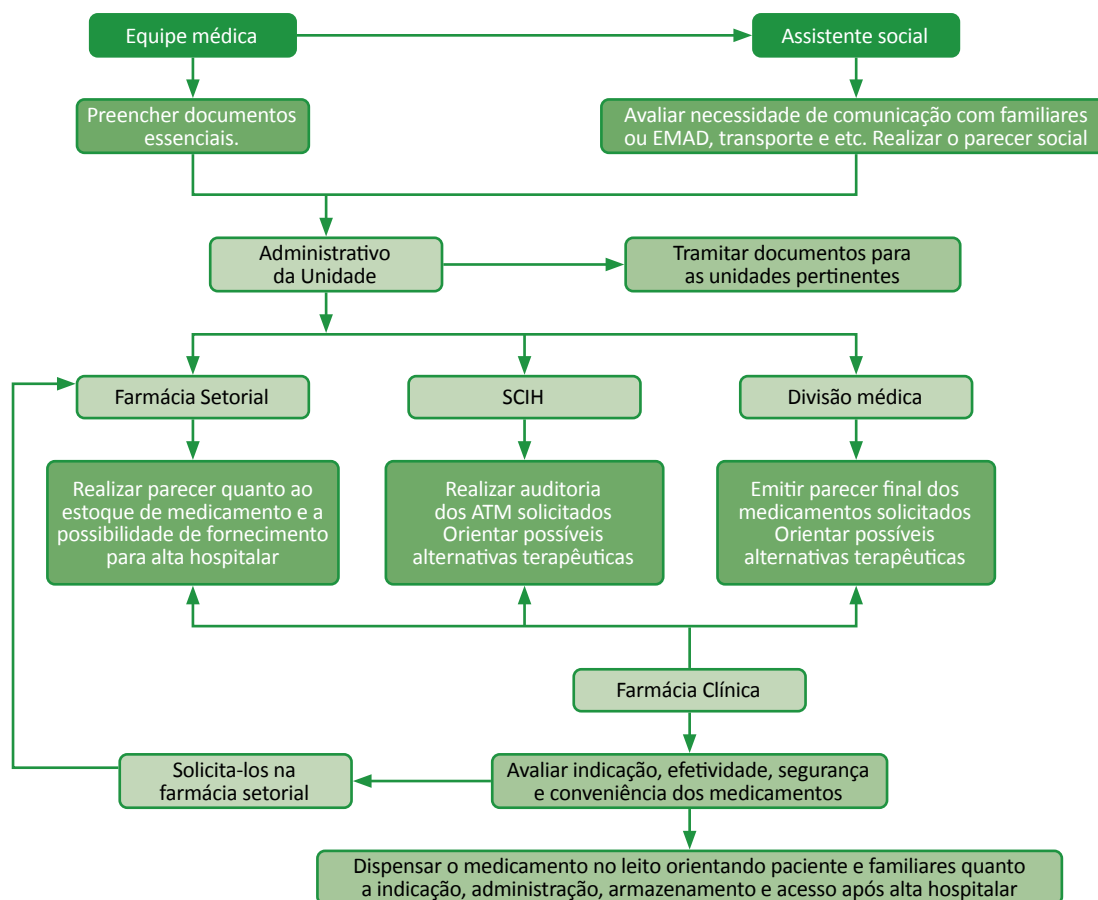 Equipe médica
Assistente social
Preencher documentos
essenciais.
Avaliar necessidade de comunicação com familiares
ou EMAD, transporte e etc. Realizar o parecer social
Administrativo
da Unidade
Tramitar documentos para
as unidades pertinentes
Farmácia Setorial
SCIH
Divisão médica
Realizar parecer quanto ao
estoque de medicamento e a
possibilidade de fornecimento
para alta hospitalar
Realizar auditoria
dos ATM solicitados
Orientar possíveis
alternativas terapêuticas
Emitir parecer final dos
medicamentos solicitados
Orientar possíveis
alternativas terapêuticas
Farmácia Clínica
Solicita-los na
farmácia setorial
Avaliar indicação, efetividade, segurança
e conveniência dos medicamentos
Dispensar o medicamento no leito orientando paciente e familiares quanto
a indicação, administração, armazenamento e acesso após alta hospitalar